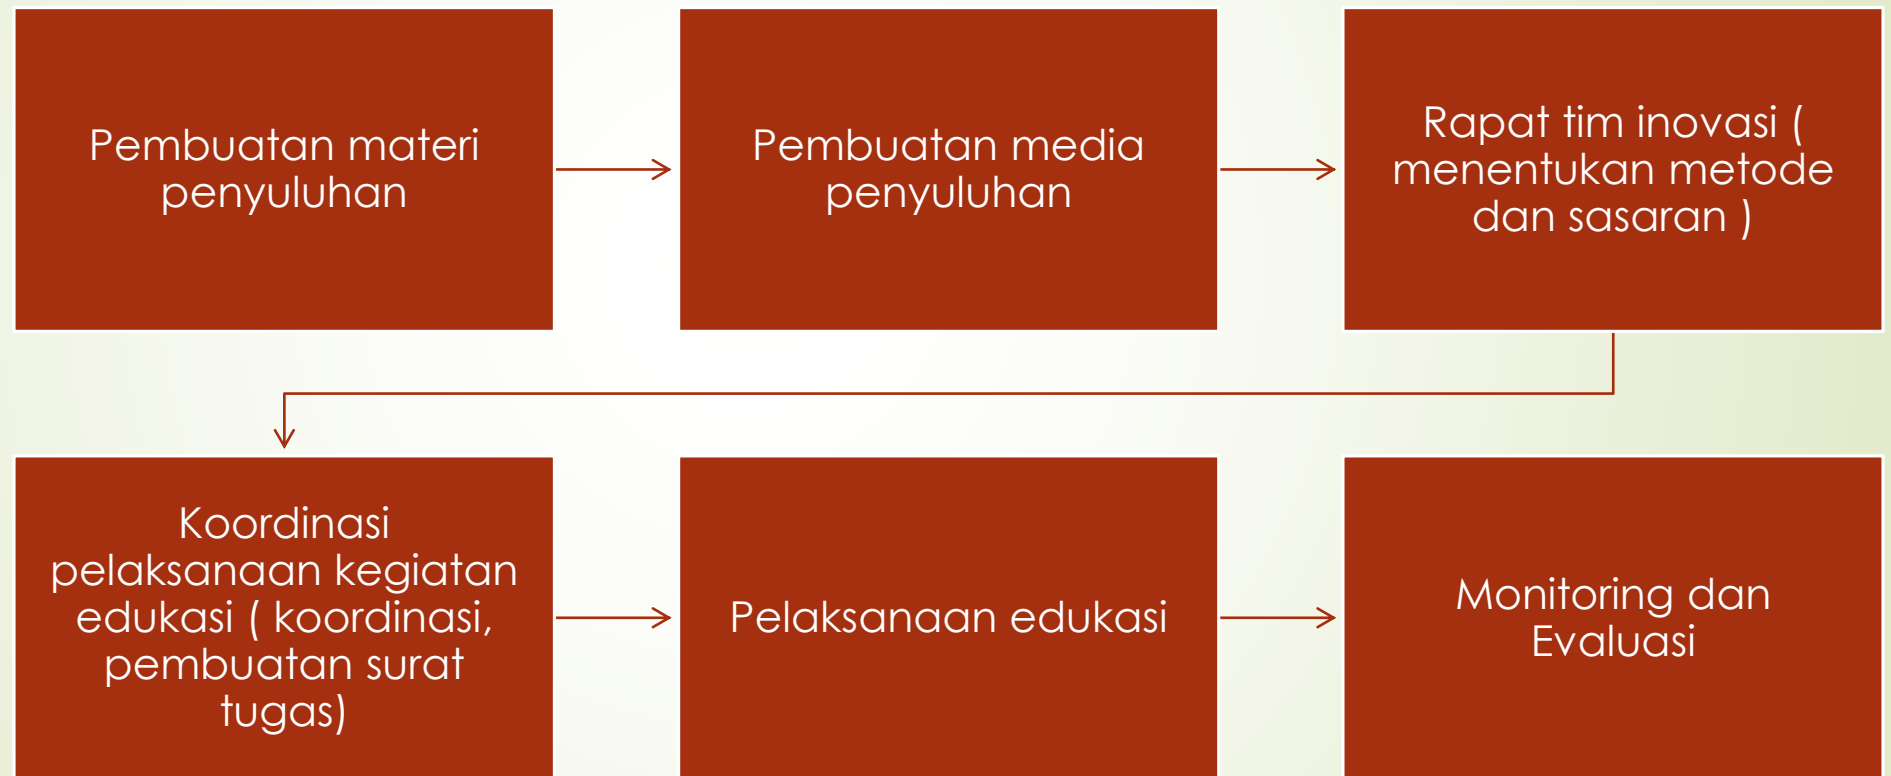 Pembuatan materi
penyuluhan
Pembuatan media
penyuluhan
Rapat tim inovasi (
menentukan metode
dan sasaran )
Koordinasi
pelaksanaan kegiatan
edukasi ( koordinasi,
pembuatan surat
tugas)
Pelaksanaan edukasi
Monitoring dan
Evaluasi